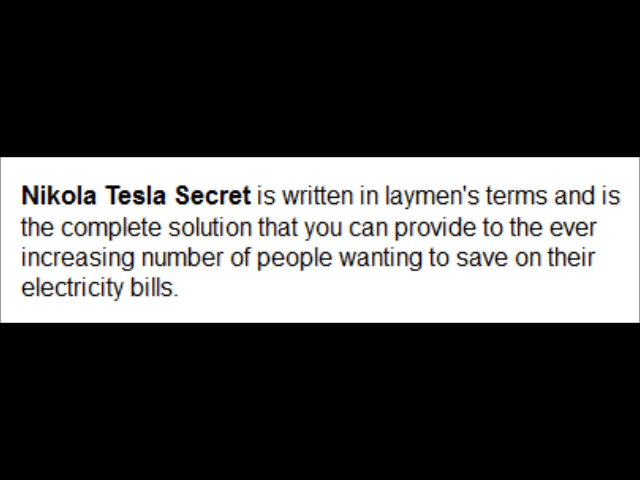 Nikola Tesla Secret is written in laymen's terms and is
the complete solution that you can provide to the ever
increasing number of people wanting to save on their
electricity bills.